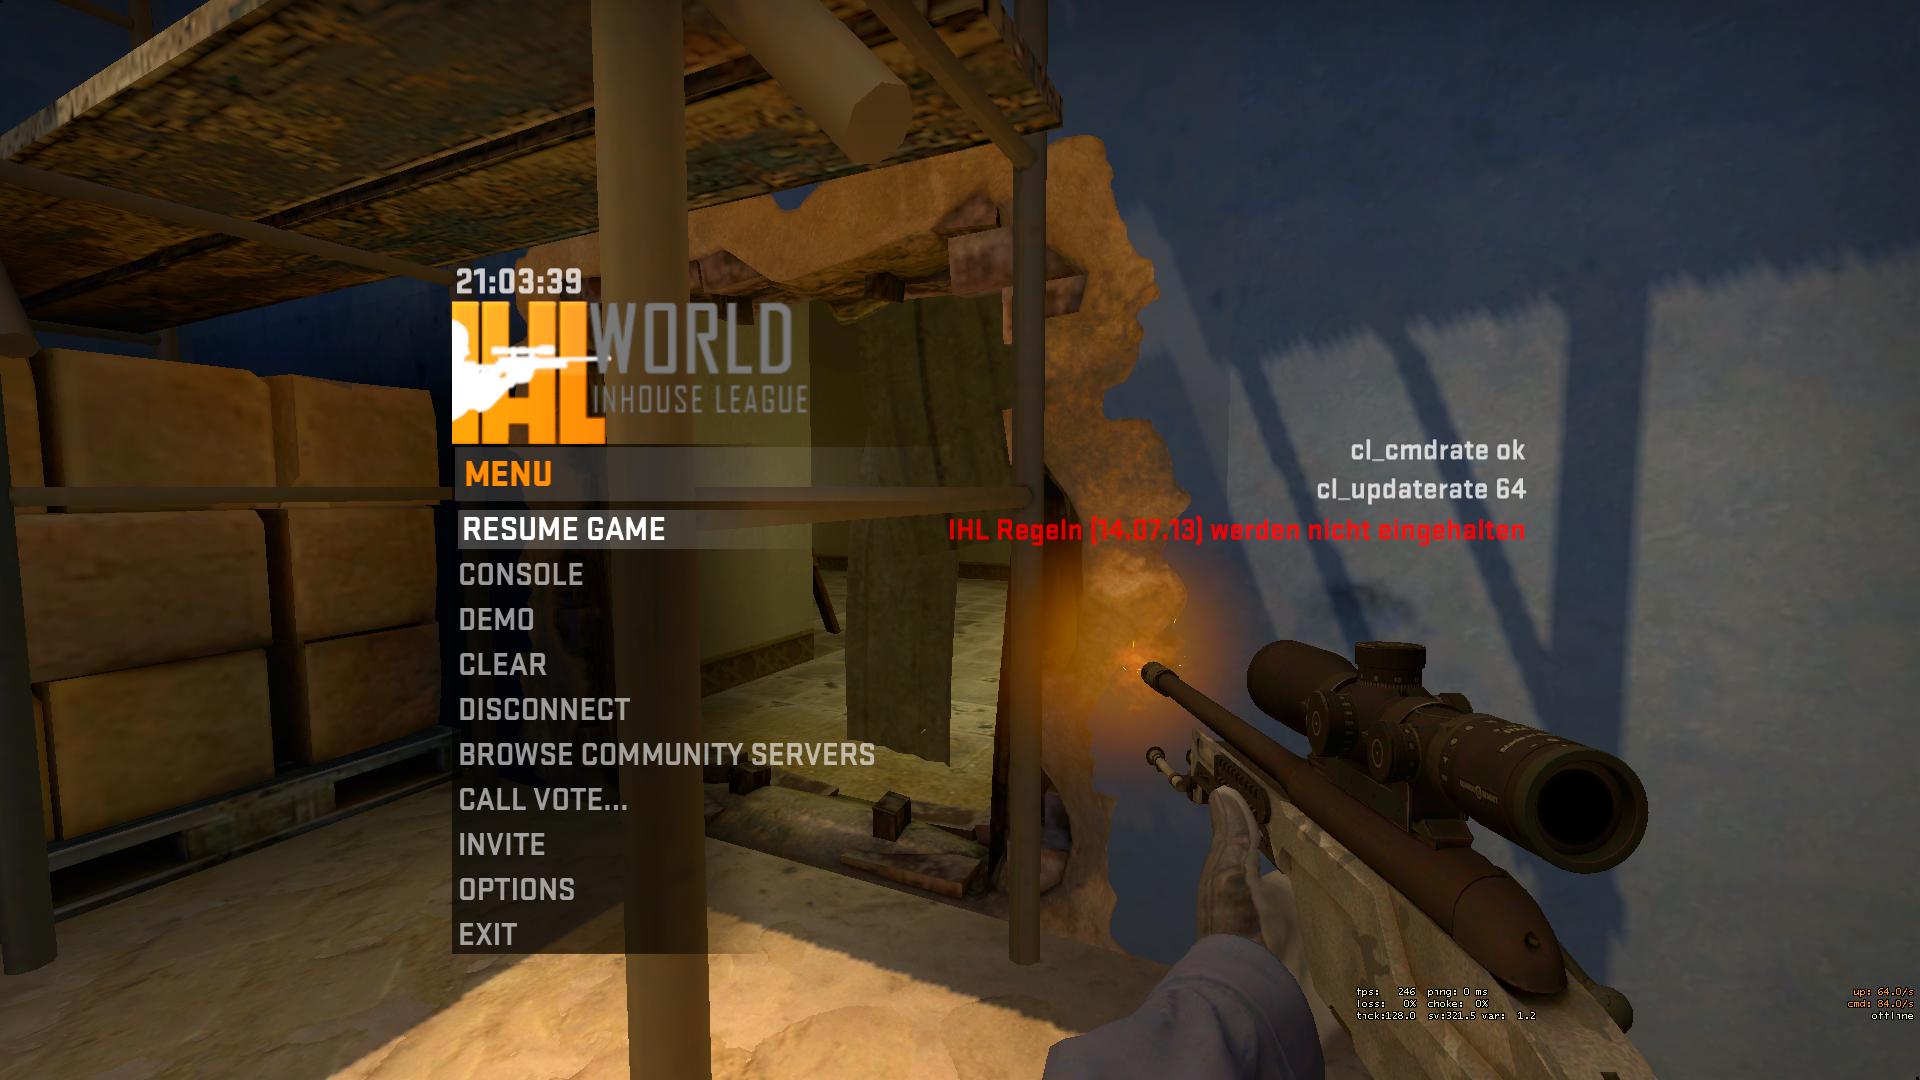 21:03:39
IHL WORLD
INHOUSE LEAGUE
MENU
cl_cmdrate ok
cl_updaterate 64
RESUME GAME
IHL Regeln (14.07.13) werden nicht eingehalten
CONSOLE
DEMO
CLEAR
DISCONNECT
BROWSE COMMUNITY SERVERS
CALL VOTE...
INVITE
OPTIONS
EXIT
fps: 246 ping: 0 ms
loss: 0% choke: 0%
tick:128.0 sv:321.5 var: 1.2
up: 64.0/s
cmd: 84.0/s
offline